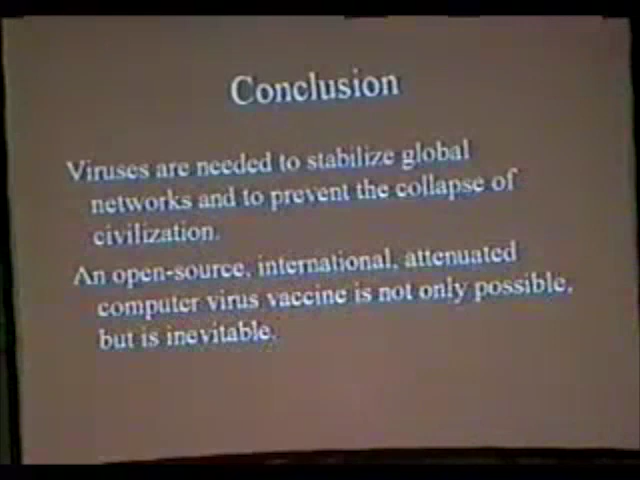 Conclusion
Viruses are needed to stabilize global
networks and to prevent the collapse of
civilization.
An open-source, international, attenuated
computer virus vaccine is not only possible,
but is inevitable.